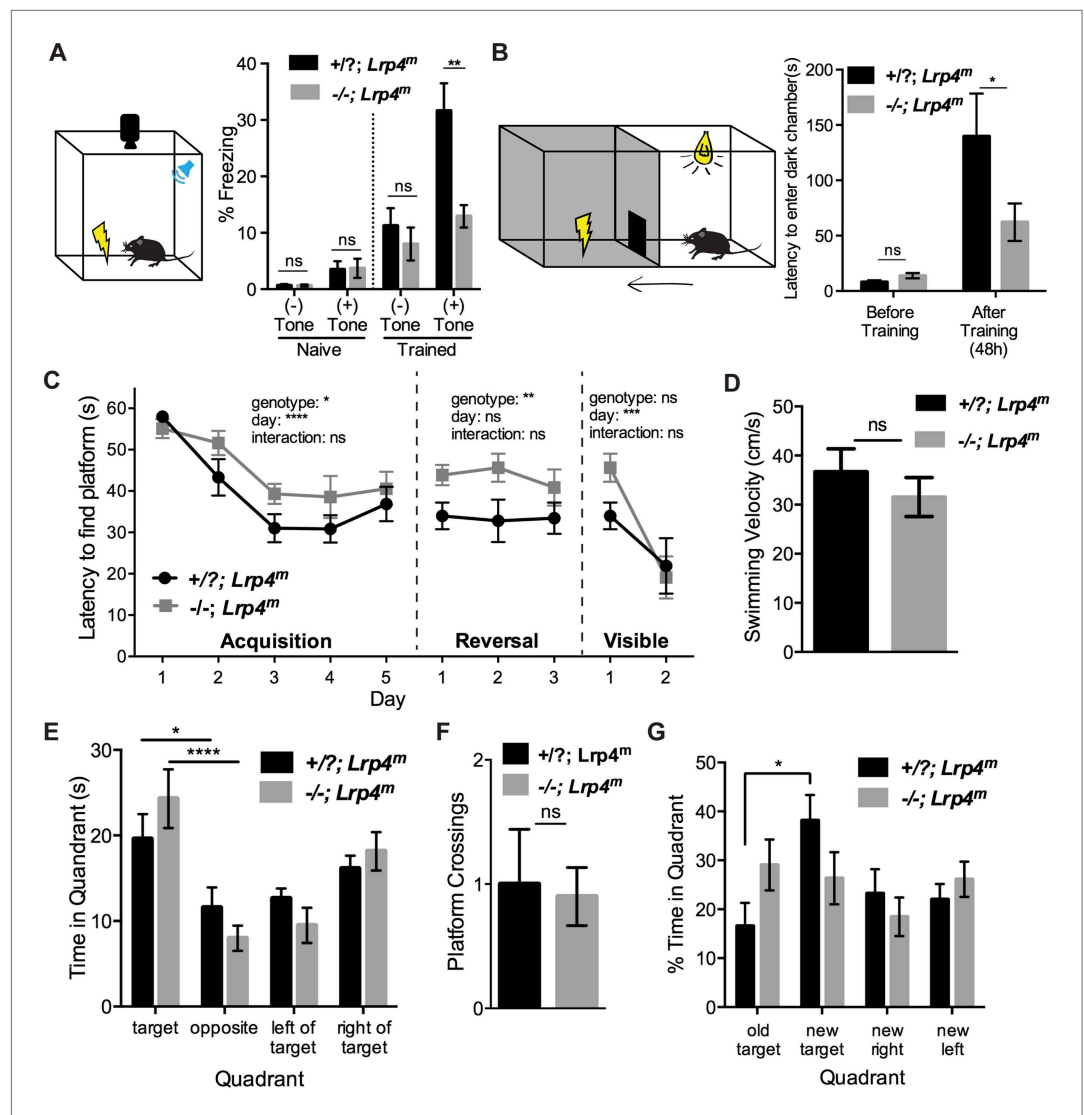 A
% Freezing
40
30
20
10
0
+/?; Lrp4m
-/-; Lrp4m
ns
ns
ns
**
(-)
Tone
(+)
Tone
(-)
Tone
(+)
Tone
Naive
Trained
B
Latency to enter dark chamber(s)
200
150
100
50
0
+/?; Lrp4m
-/-; Lrp4m
ns
*
Before
Training
After
Training
(48h)
C
Latency to find platform (s)
60
50
40
30
20
10
0
genotype: *
day: ****
interaction: ns
genotype: **
day: ns
interaction: ns
genotype: ns
day: ***
interaction: ns
+/?; Lrp4m
-/-; Lrp4m
Acquisition
Reversal
Visible
1 2 3 4 5
1 2 3
1 2
Day
D
Swimming Velocity (cm/s)
50
40
30
20
10
0
+/?; Lrp4m
-/-; Lrp4m
ns
E
Time in Quandrant (s)
30
20
10
0
*
****
+/?; Lrp4m
-/-; Lrp4m
target
opposite
left of
target
right of
target
Quadrant
F
Platform Crossings
2
1
0
+/?; Lrp4m
-/-; Lrp4m
ns
G
% Time in Quadrant
50
40
30
20
10
0
*
+/?; Lrp4m
-/-; Lrp4m
old
target
new
target
new
right
new
left
Quadrant